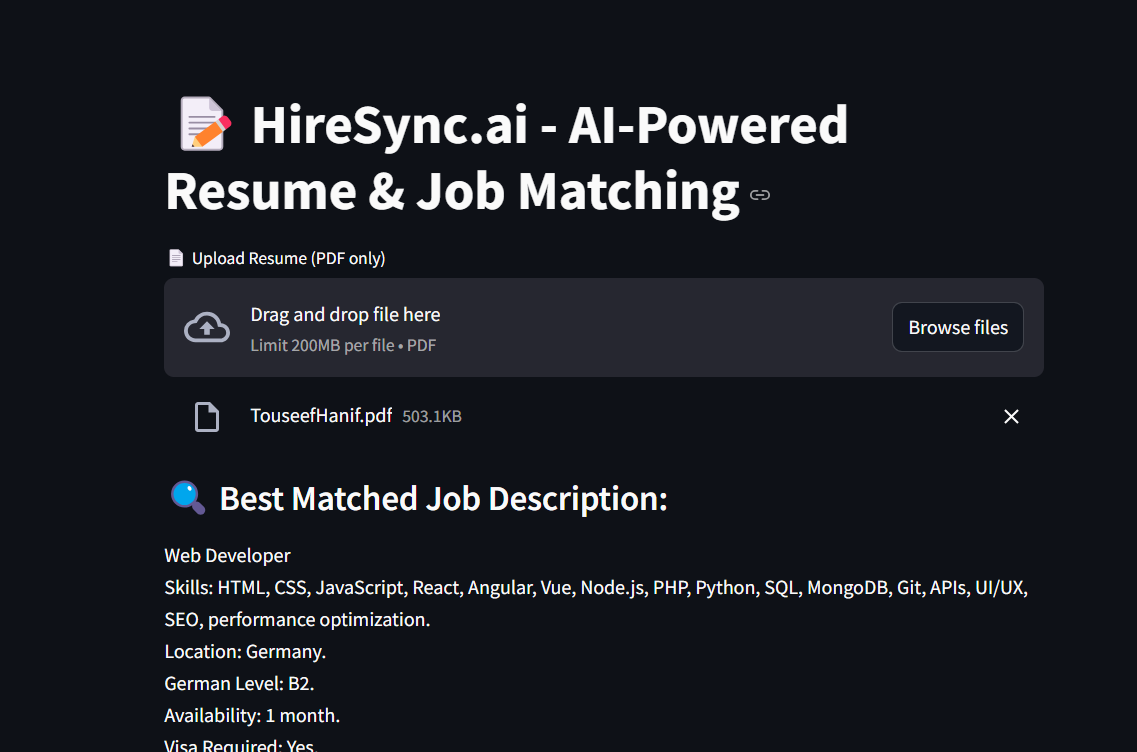 HireSync.ai - AI-Powered
Resume & Job Matching
Upload Resume (PDF only)
Drag and drop file here
Limit 200MB per file • PDF
Browse files
TouseefHanif.pdf 503.1KB
Best Matched Job Description:
Web Developer
Skills: HTML, CSS, JavaScript, React, Angular, Vue, Node.js, PHP, Python, SQL, MongoDB, Git, APIs, UI/UX,
SEO, performance optimization.
Location: Germany.
German Level: B2.
Availability: 1 month.
Visa Required: Yes.